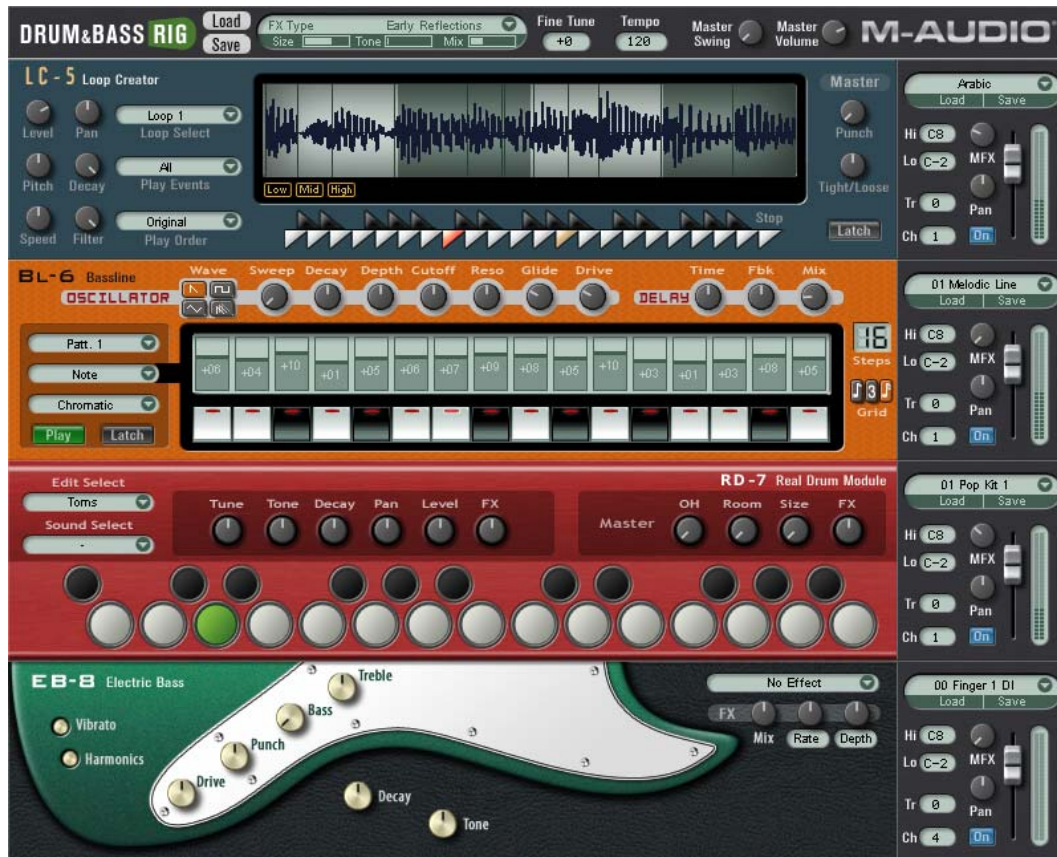 DRUM&BASS RIG
Load
Save
FX Type Early Reflections
Size Tone Mix
Fine Tune
+0
Tempo
120
Master Swing
Master Volume
M-AUDIO
LC-5 Loop Creator
Level Pan
Loop 1
Loop Select
Pitch Decay
All
Play Events
Speed Filter
Original
Play Order
Low Mid High
Stop
Master
Punch
Tight/Loose
Latch
Arabic
Load Save
Hi C8
Lo C-2 MFX
Tr 0
Pan
Ch 1 On
BL-6 Bassline
OSCILLATOR
Wave Sweep Decay Depth Cutoff Reso Glide Drive
DELAY
Time Fbk Mix
Patt. 1
Note
Chromatic
Play Latch
+06 +04 +10 +01 +05 +06 +07 +09 +08 +05 +10 +03 +01 +03 +08 +05
16
Steps
3
Grid
01 Melodic Line
Load Save
Hi C8
Lo C-2 MFX
Tr 0
Pan
Ch 1 On
RD-7 Real Drum Module
Edit Select
Toms
Sound Select
-
Tune Tone Decay Pan Level FX
Master
OH Room Size FX
01 Pop Kit 1
Load Save
Hi C8
Lo C-2 MFX
Tr 0
Pan
Ch 1 On
EB-8 Electric Bass
Vibrato
Harmonics
Treble
Bass
Punch
Drive
Decay
Tone
No Effect
FX
Mix Rate Depth
00 Finger 1 DI
Load Save
Hi C8
Lo C-2 MFX
Tr 0
Pan
Ch 4 On